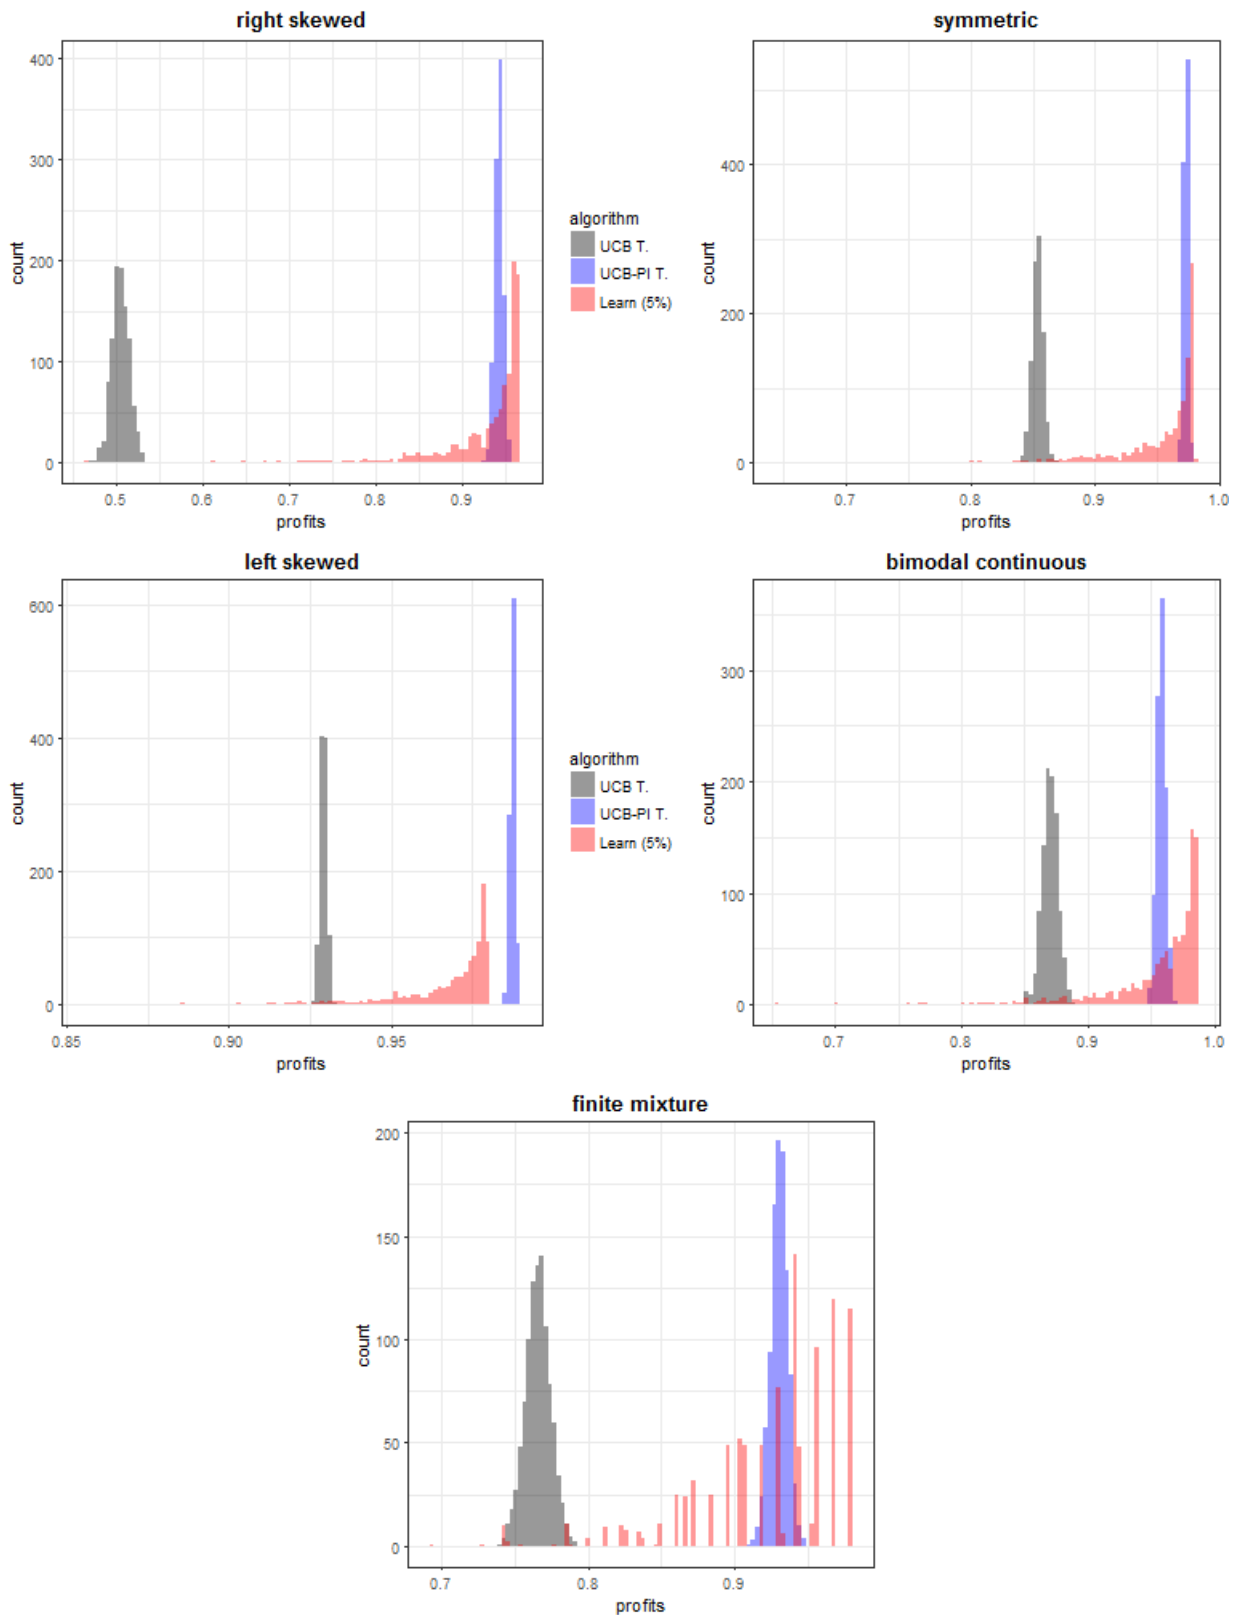 right skewed
count
400
300
200
100
0
0.5 0.6 0.7 0.8 0.9
profits
algorithm
UCB T.
UCB-PI T.
Learn (5%)
symmetric
count
400
200
0
0.7 0.8 0.9 1.0
profits
left skewed
count
600
400
200
0
0.85 0.90 0.95
profits
algorithm
UCB T.
UCB-PI T.
Learn (5%)
bimodal continuous
count
300
200
100
0
0.7 0.8 0.9 1.0
profits
finite mixture
count
200
150
100
50
0
0.7 0.8 0.9
profits